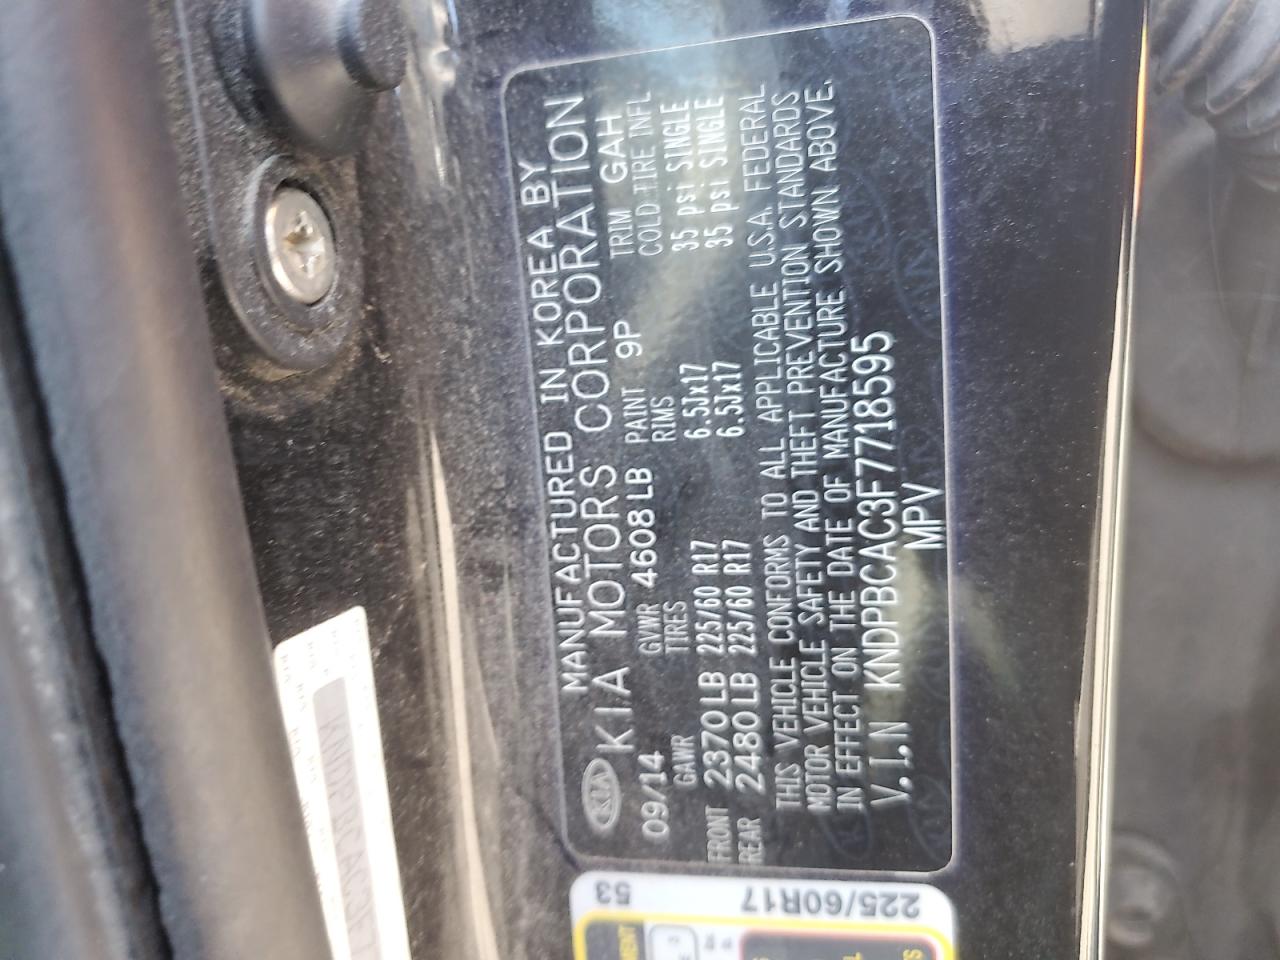 MANUFACTURED IN KOREA BY
KIA KIA MOTORS CORPORATION
09/14 GVWR 4608LB PAINT 9P TRIM GAH
GAWR TIRES RIMS COLD TIRE INFL
FRONT 2370LB 225/60 R17 6.5Jx17 35 psi SINGLE
REAR 2480LB 225/60 R17 6.5Jx17 35 psi SINGLE
THIS VEHICLE CONFORMS TO ALL APPLICABLE U.S.A. FEDERAL
MOTOR VEHICLE SAFETY AND THEFT PREVENTION STANDARDS
IN EFFECT ON THE DATE OF MANUFACTURE SHOWN ABOVE.
V.I.N KNDPBCAC3F7718595
MPV
53
225/60R17